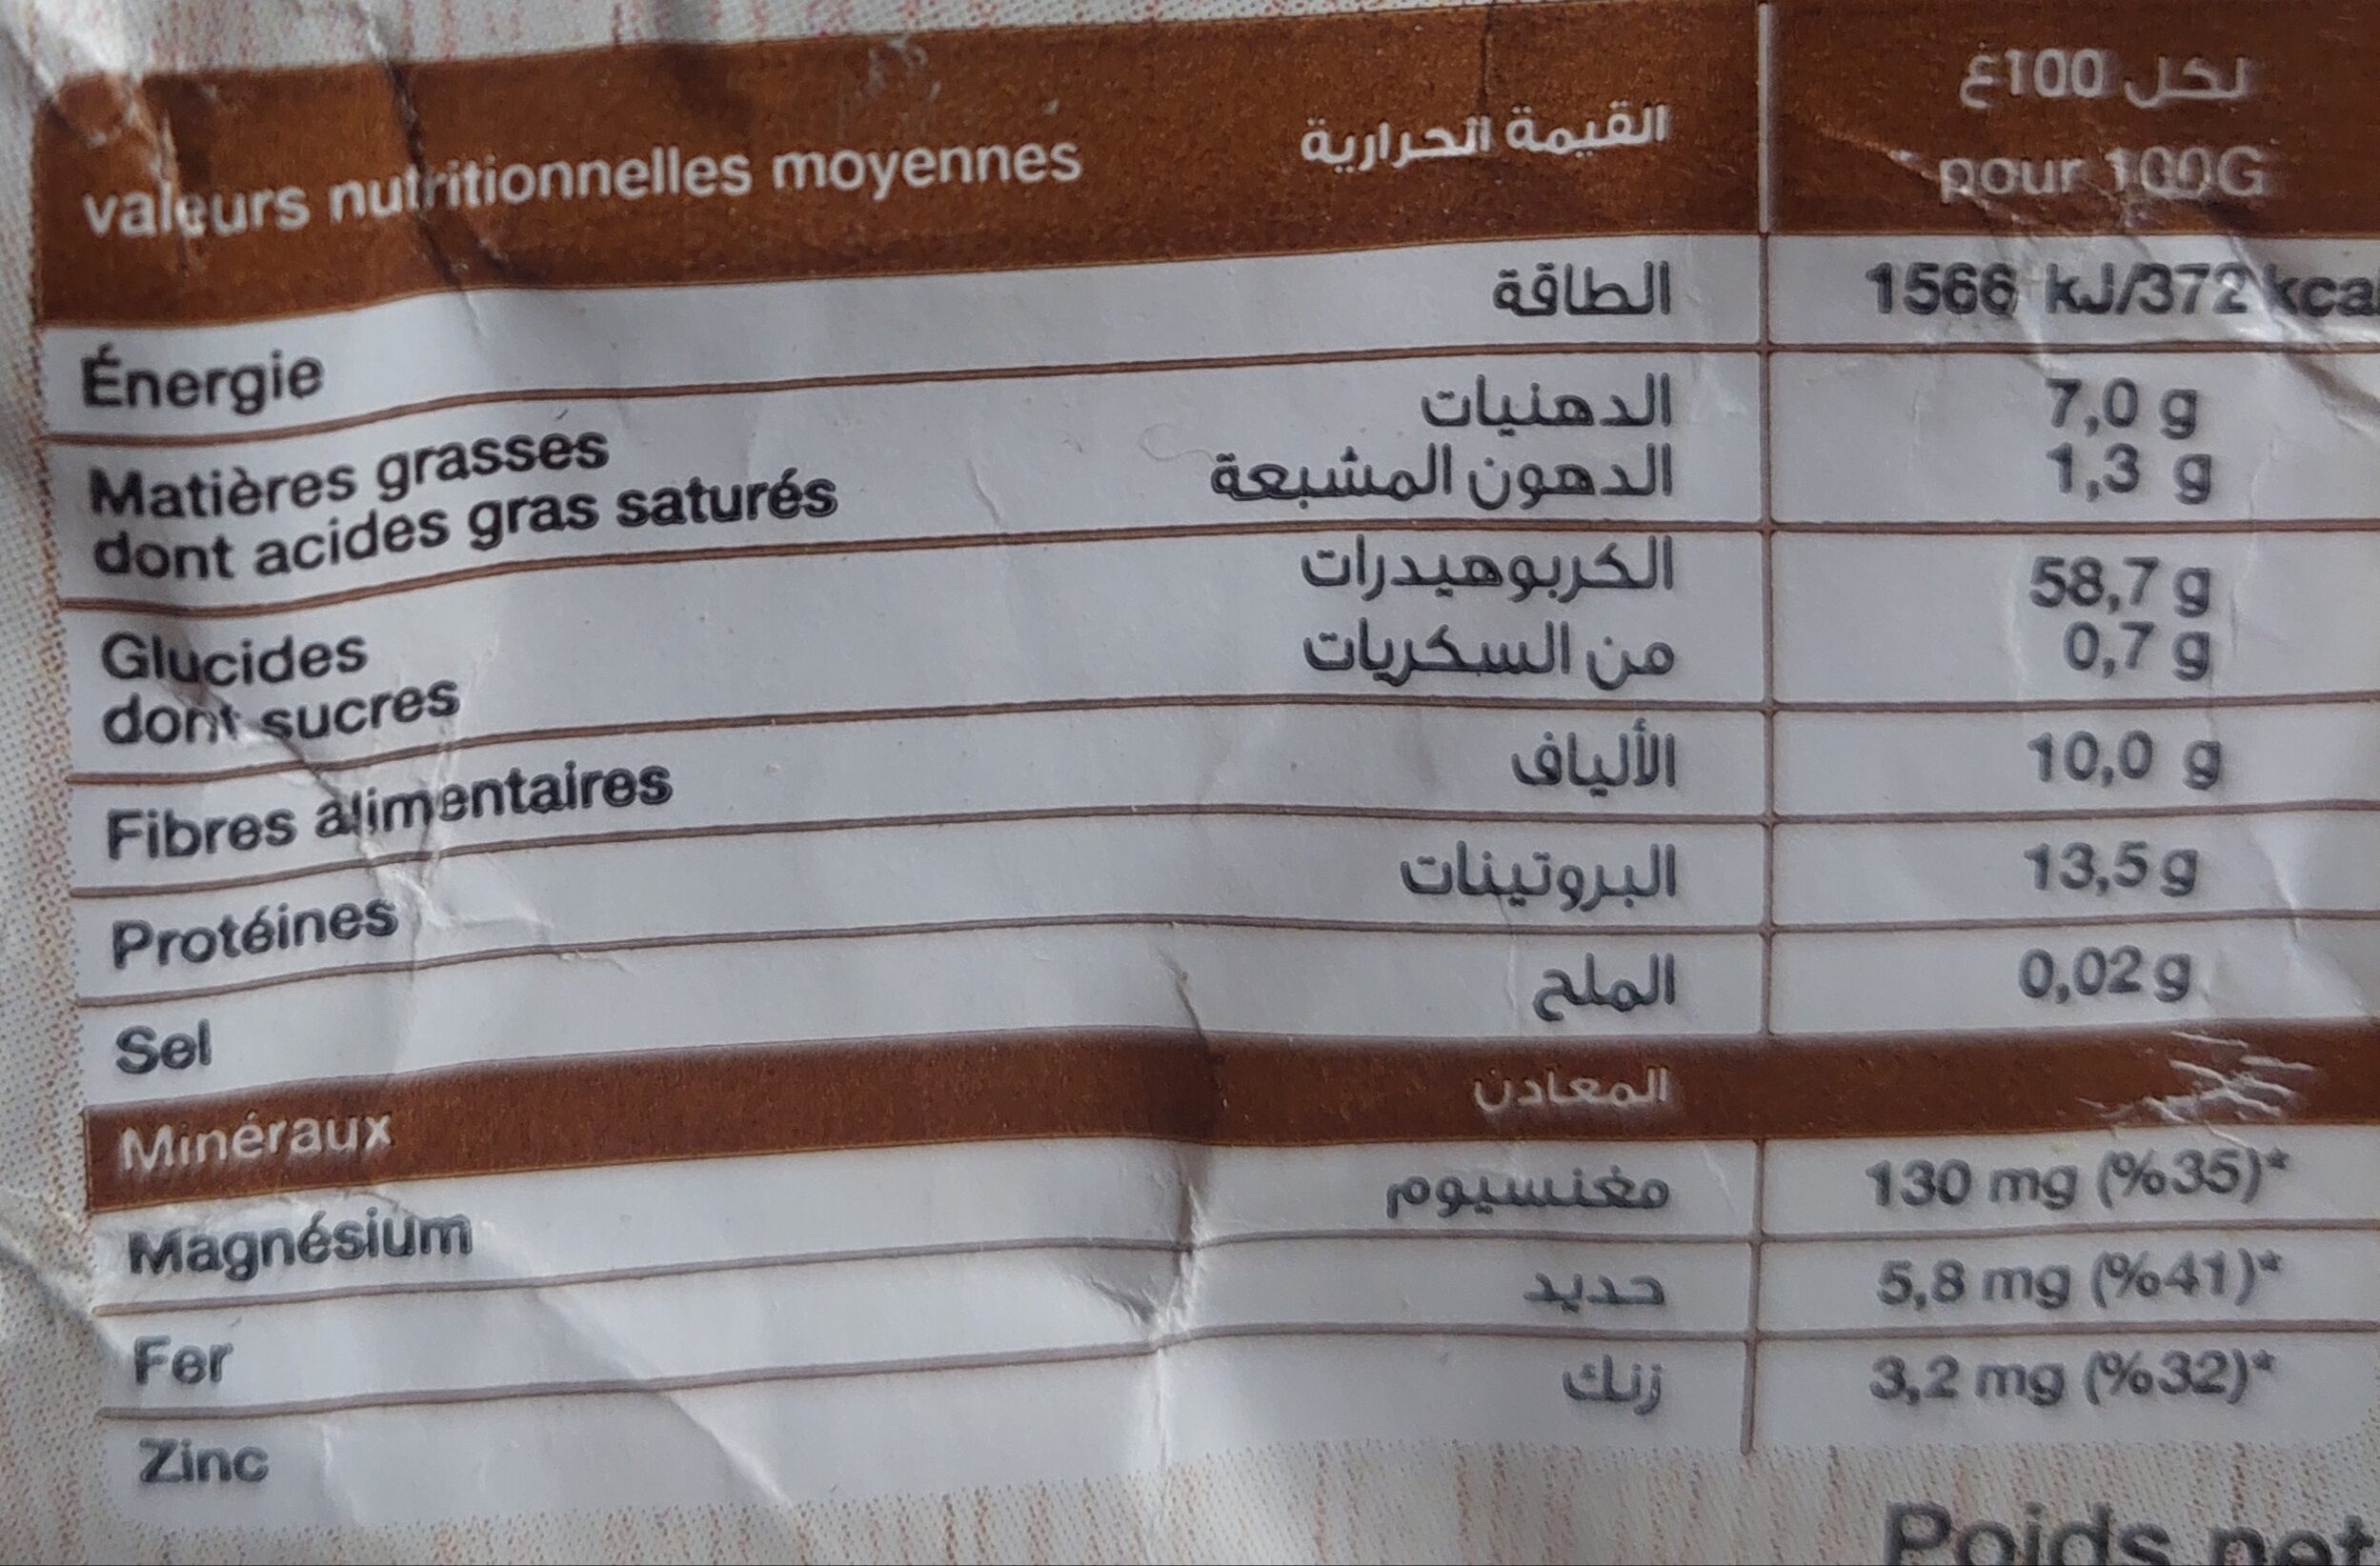 valeurs nutritionnelles moyennes القيمة الحرارية لكل 100غ
pour 100G
Énergie الطاقة 1566 kJ/372 kca
Matières grasses الدهنيات 7,0 g
dont acides gras saturés الدهون المشبعة 1,3 g
Glucides الكربوهيدرات 58,7 g
dont sucres من السكريات 0,7 g
Fibres alimentaires الألياف 10,0 g
Protéines البروتينات 13,5 g
Sel الملح 0,02 g
Minéraux المعادن
Magnésium مغنسيوم 130 mg (%35)*
Fer حديد 5,8 mg (%41)*
Zinc زنك 3,2 mg (%32)*
Poids net